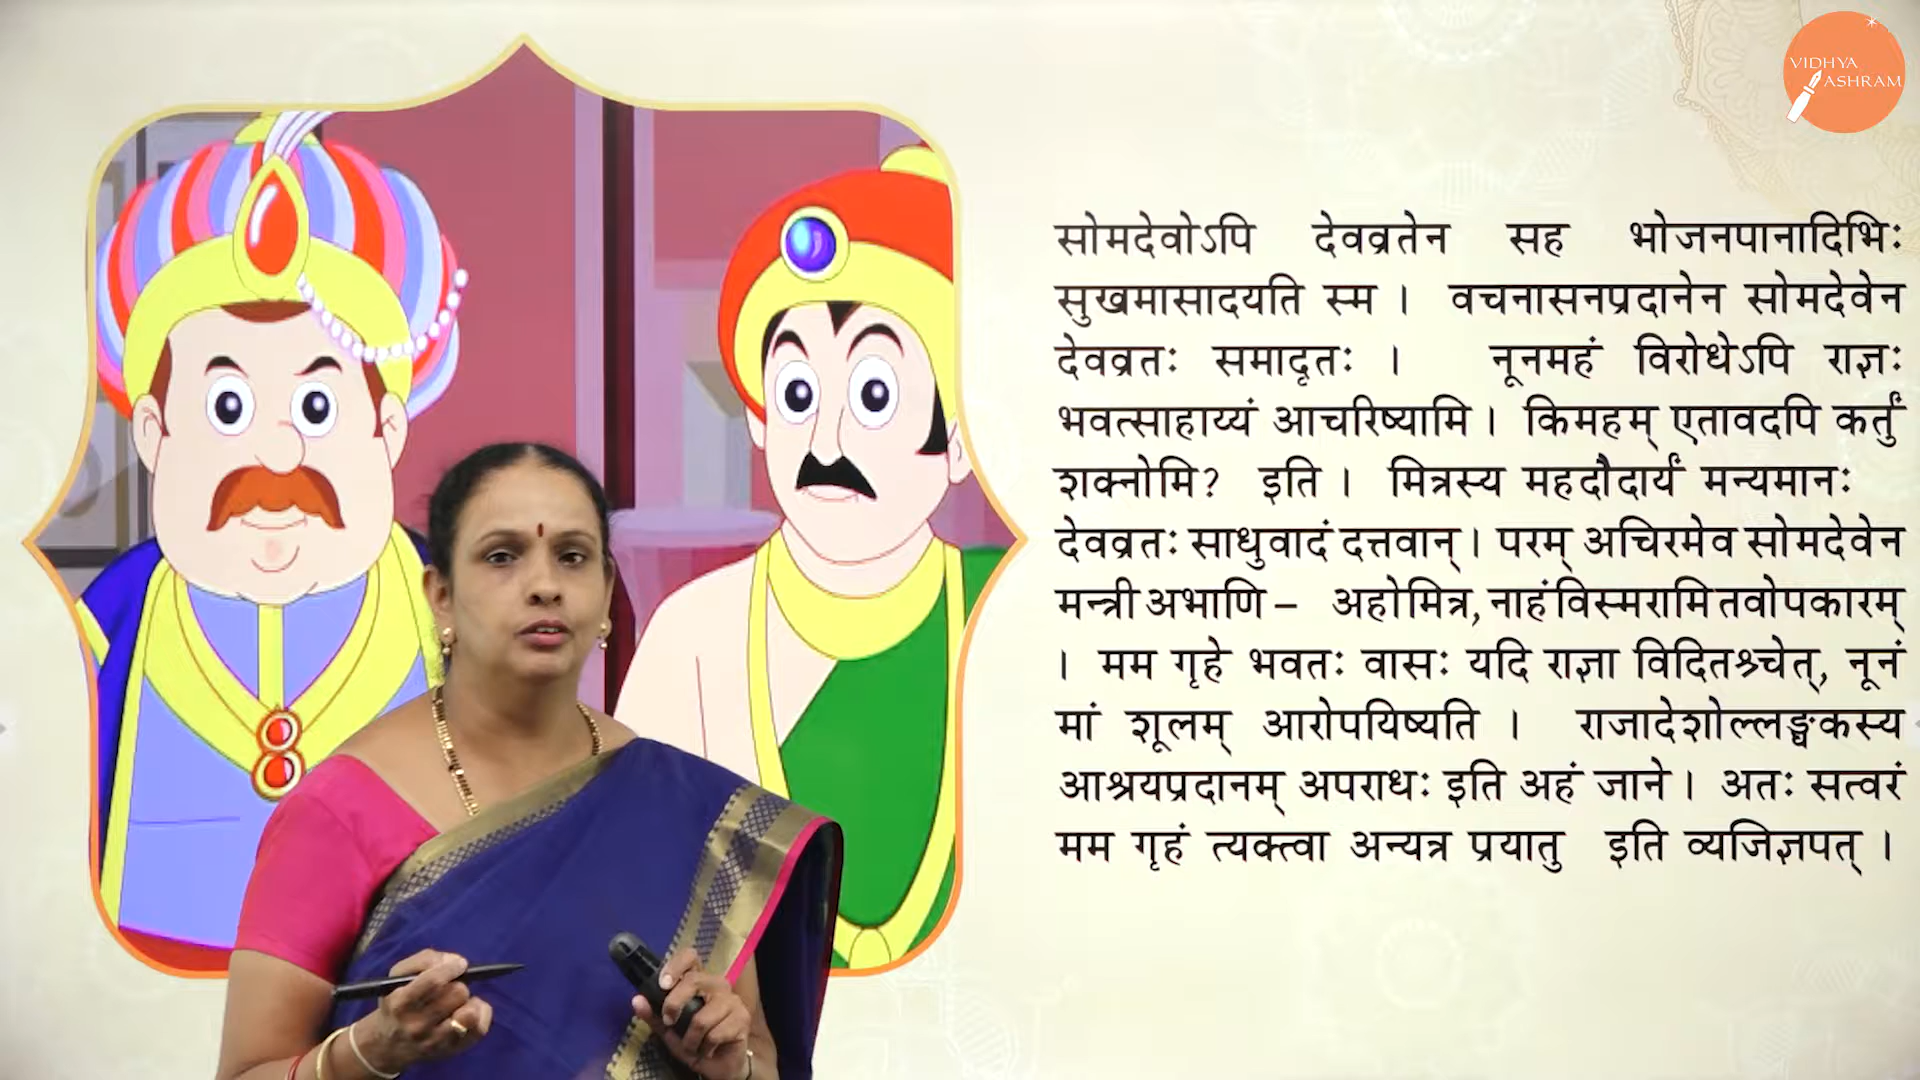 VIDHYA
ASHRAM
सोमदेवोऽपि देवव्रतेन सह भोजनपानादिभिः
सुखमासादयति स्म । वचनासनप्रदानेन सोमदेवेन
देवव्रतः समादृतः । नूनमहं विरोधेऽपि राज्ञः
भवत्साहाय्यं आचरिष्यामि । किमहम् एतावदपि कर्तुं
शक्नोमि? इति । मित्रस्य महदौदार्यं मन्यमानः
देवव्रतः साधुवादं दत्तवान् । परम् अचिरमेव सोमदेवेन
मन्त्री अभाणि – अहो मित्र, नाहं विस्मरामि तवोपकारम्
। मम गृहे भवतः वासः यदि राज्ञा विदितश्चेत्, नूनं
मां शूलम् आरोपयिष्यति । राजादेशोल्लङ्घकस्य
आश्रयप्रदानम् अपराधः इति अहं जाने । अतः सत्वरं
मम गृहं त्यक्त्वा अन्यत्र प्रयातु इति व्यजिज्ञपत् ।